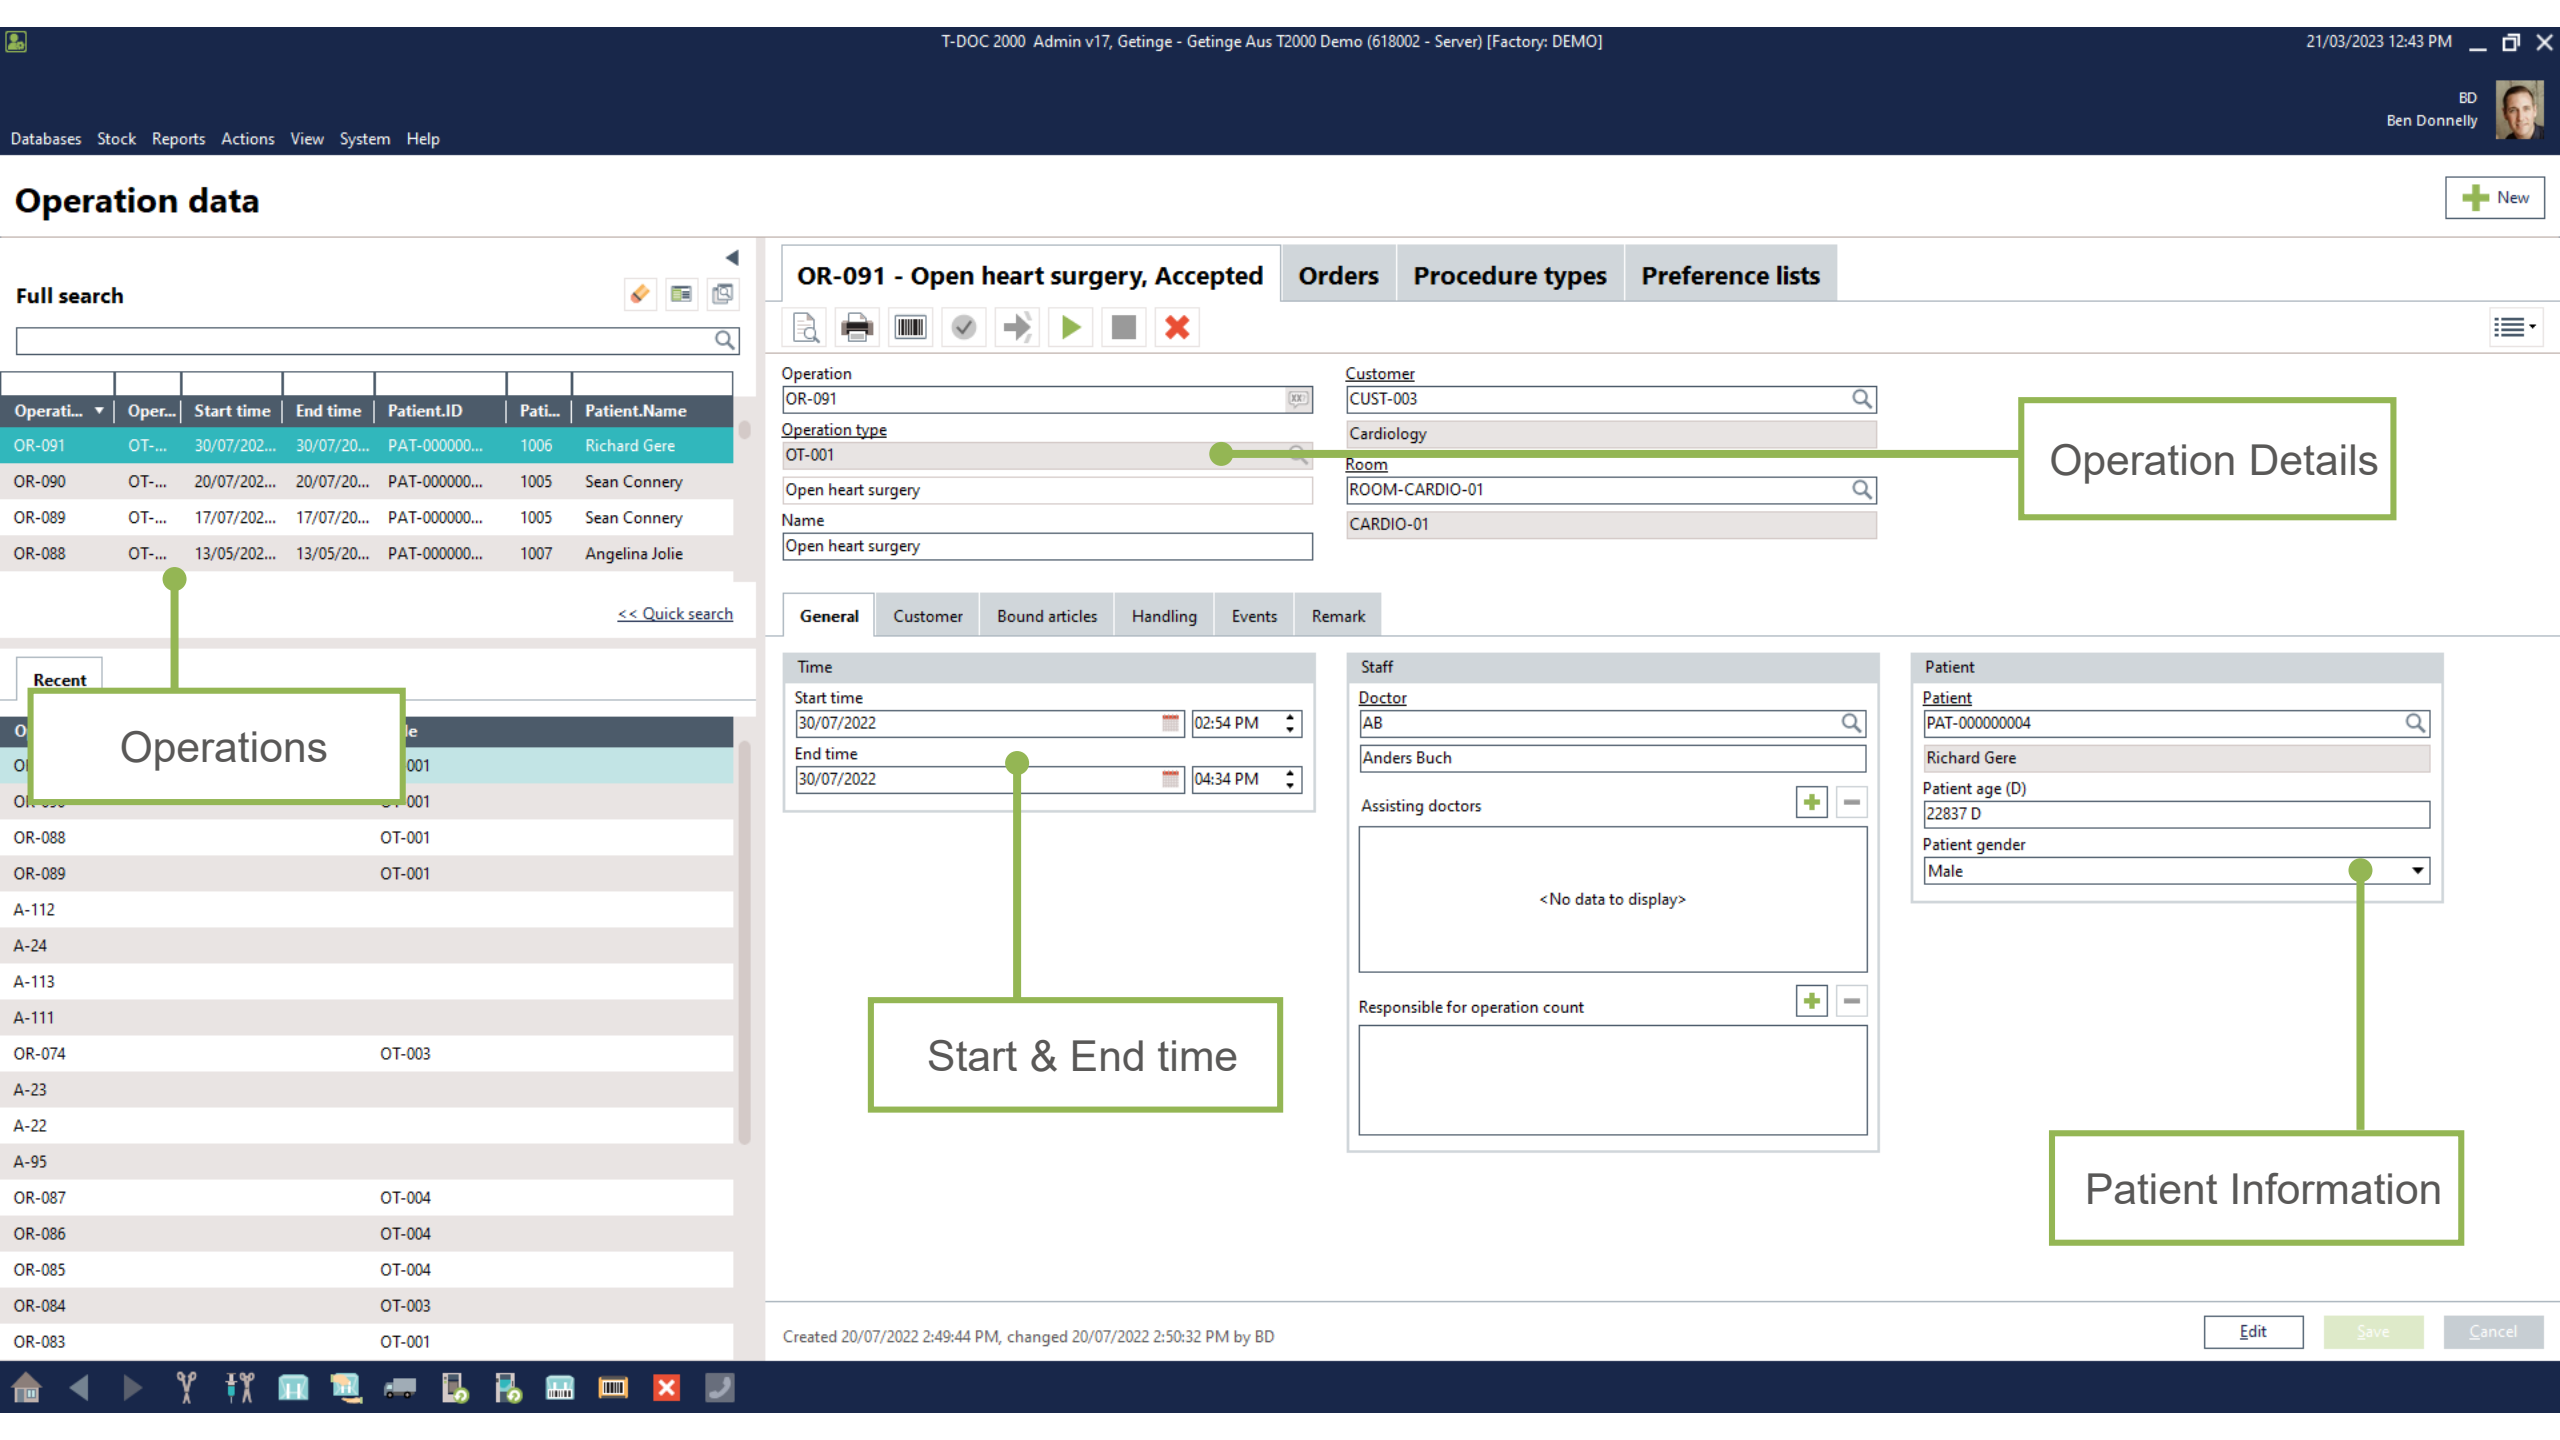 T-DOC 2000 Admin v17, Getinge - Getinge Aus T2000 Demo (618002 - Server) [Factory: DEMO]
21/03/2023 12:43 PM
BD
Ben Donnelly
Databases Stock Reports Actions View System Help
Operation data
New
Full search
OR-091 - Open heart surgery, Accepted
Orders
Procedure types
Preference lists
Operati... Oper... Start time End time Patient.ID Pati... Patient.Name
OR-091 OT-... 30/07/202... 30/07/20... PAT-000000... 1006 Richard Gere
OR-090 OT-... 20/07/202... 20/07/20... PAT-000000... 1005 Sean Connery
OR-089 OT-... 17/07/202... 17/07/20... PAT-000000... 1005 Sean Connery
OR-088 OT-... 13/05/202... 13/05/20... PAT-000000... 1007 Angelina Jolie
<< Quick search
Recent
Operations
001
001
OR-088 OT-001
OR-089 OT-001
A-112
A-24
A-113
A-111
OR-074 OT-003
A-23
A-22
A-95
OR-087 OT-004
OR-086 OT-004
OR-085 OT-004
OR-084 OT-003
OR-083 OT-001
Operation
OR-091
Operation type
OT-001
Open heart surgery
Name
Open heart surgery
Customer
CUST-003
Cardiology
Room
ROOM-CARDIO-01
CARDIO-01
Operation Details
General Customer Bound articles Handling Events Remark
Time
Start time
30/07/2022 02:54 PM
End time
30/07/2022 04:34 PM
Start & End time
Staff
Doctor
AB
Anders Buch
Assisting doctors
<No data to display>
Responsible for operation count
Patient
Patient
PAT-000000004
Richard Gere
Patient age (D)
22837 D
Patient gender
Male
Patient Information
Created 20/07/2022 2:49:44 PM, changed 20/07/2022 2:50:32 PM by BD
Edit
Save
Cancel